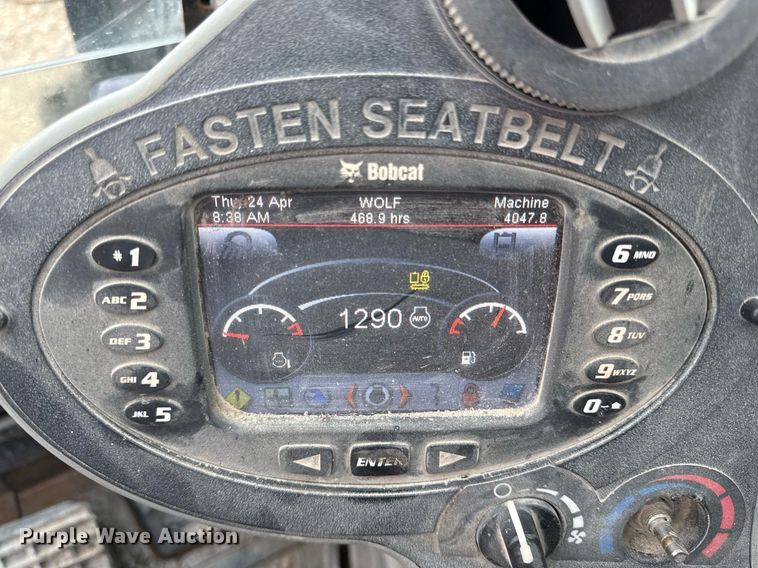 FASTEN SEATBELT
Bobcat
Thu, 24 Apr WOLF Machine
8:38 AM 468.9 hrs 4047.8
1290 AUTO
# 1
ABC 2
DEF 3
GHI 4
JKL 5
6 MNO
7 PQRS
8 TUV
9 WXYZ
0
ENTER
Purple Wave Auction